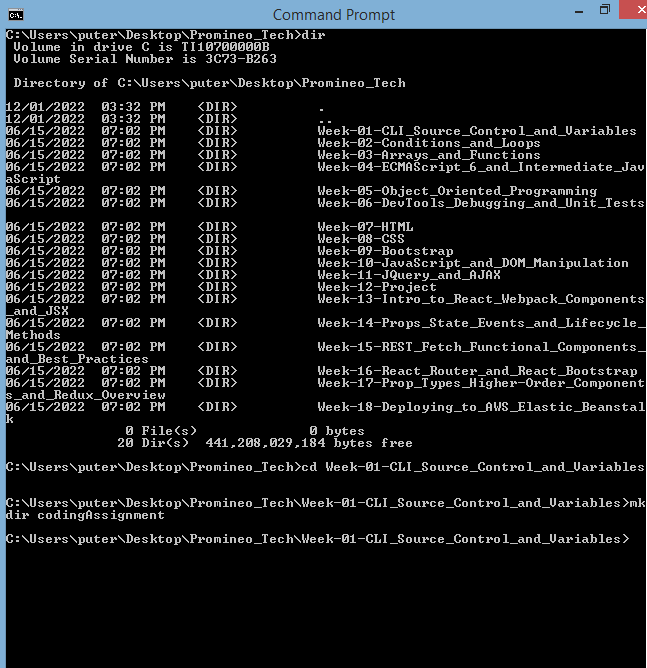 Command Prompt
C:\Users\puter\Desktop\Promineo_Tech>dir
 Volume in drive C is TI10700000B
 Volume Serial Number is 3C73-B263

 Directory of C:\Users\puter\Desktop\Promineo_Tech

12/01/2022  03:32 PM    <DIR>          .
12/01/2022  03:32 PM    <DIR>          ..
06/15/2022  07:02 PM    <DIR>          Week-01-CLI_Source_Control_and_Variables
06/15/2022  07:02 PM    <DIR>          Week-02-Conditions_and_Loops
06/15/2022  07:02 PM    <DIR>          Week-03-Arrays_and_Functions
06/15/2022  07:02 PM    <DIR>          Week-04-ECMAScript_6_and_Intermediate_Jav
aScript
06/15/2022  07:02 PM    <DIR>          Week-05-Object_Oriented_Programming
06/15/2022  07:02 PM    <DIR>          Week-06-DevTools_Debugging_and_Unit_Tests

06/15/2022  07:02 PM    <DIR>          Week-07-HTML
06/15/2022  07:02 PM    <DIR>          Week-08-CSS
06/15/2022  07:02 PM    <DIR>          Week-09-Bootstrap
06/15/2022  07:02 PM    <DIR>          Week-10-JavaScript_and_DOM_Manipulation
06/15/2022  07:02 PM    <DIR>          Week-11-JQuery_and_AJAX
06/15/2022  07:02 PM    <DIR>          Week-12-Project
06/15/2022  07:02 PM    <DIR>          Week-13-Intro_to_React_Webpack_Components
_and_JSX
06/15/2022  07:02 PM    <DIR>          Week-14-Props_State_Events_and_Lifecycle_
Methods
06/15/2022  07:02 PM    <DIR>          Week-15-REST_Fetch_Functional_Components_
and_Best_Practices
06/15/2022  07:02 PM    <DIR>          Week-16-React_Router_and_React_Bootstrap
06/15/2022  07:02 PM    <DIR>          Week-17-Prop_Types_Higher-Order_Component
s_and_Redux_Overview
06/15/2022  07:02 PM    <DIR>          Week-18-Deploying_to_AWS_Elastic_Beanstal
k
               0 File(s)              0 bytes
              20 Dir(s)  441,208,029,184 bytes free

C:\Users\puter\Desktop\Promineo_Tech>cd Week-01-CLI_Source_Control_and_Variables

C:\Users\puter\Desktop\Promineo_Tech\Week-01-CLI_Source_Control_and_Variables>mk
dir codingAssignment

C:\Users\puter\Desktop\Promineo_Tech\Week-01-CLI_Source_Control_and_Variables>